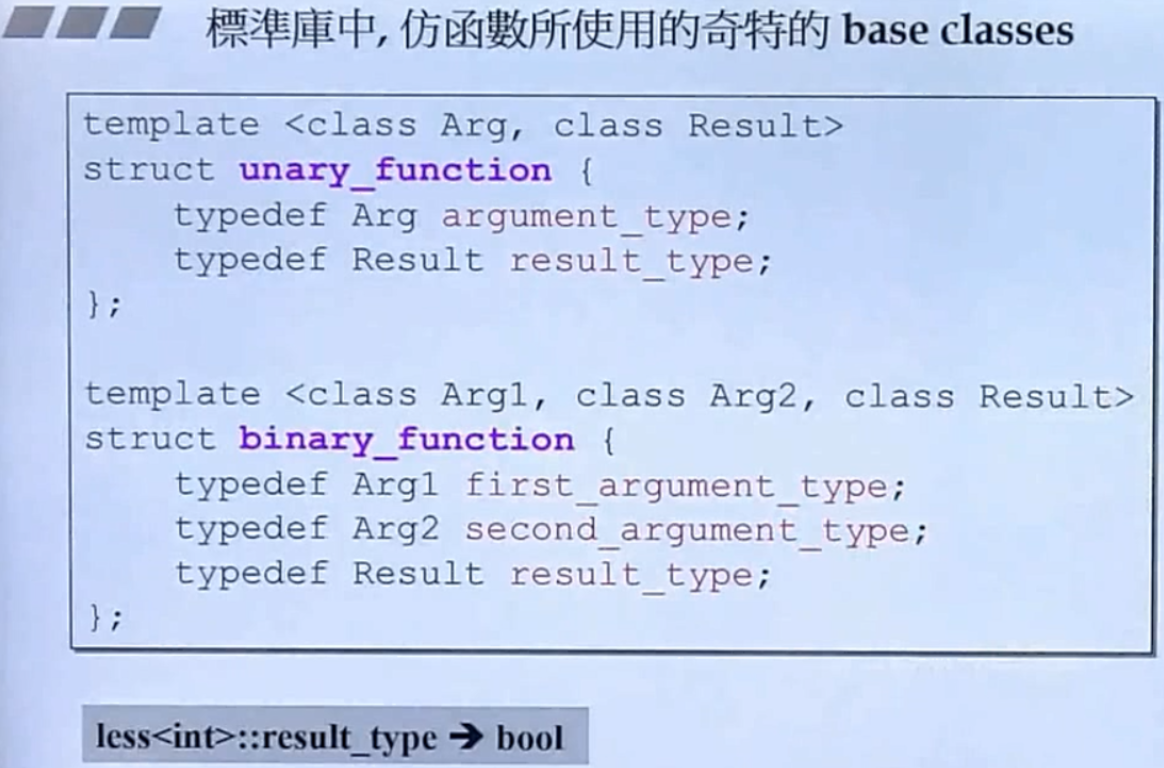 標準庫中, 仿函數所使用的奇特的 base classes
template <class Arg, class Result>
struct unary_function {
    typedef Arg argument_type;
    typedef Result result_type;
};
template <class Arg1, class Arg2, class Result>
struct binary_function {
    typedef Arg1 first_argument_type;
    typedef Arg2 second_argument_type;
    typedef Result result_type;
};
less<int>::result_type ➔ bool